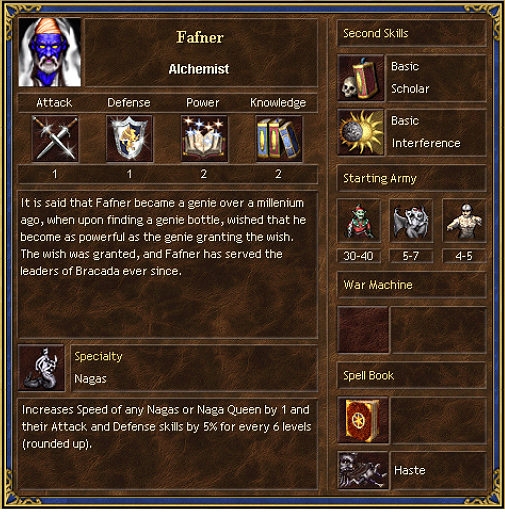 Fafner
Alchemist
Attack Defense Power Knowledge
1 1 2 2
It is said that Fafner became a genie over a millenium
ago, when upon finding a genie bottle, wished that he
become as powerful as the genie granting the wish.
The wish was granted, and Fafner has served the
leaders of Bracada ever since.
Specialty
Nagas
Increases Speed of any Nagas or Naga Queen by 1 and
their Attack and Defense skills by 5% for every 6 levels
(rounded up).
Second Skills
Basic
Scholar
Basic
Interference
Starting Army
30-40 5-7 4-5
War Machine
Spell Book
Haste